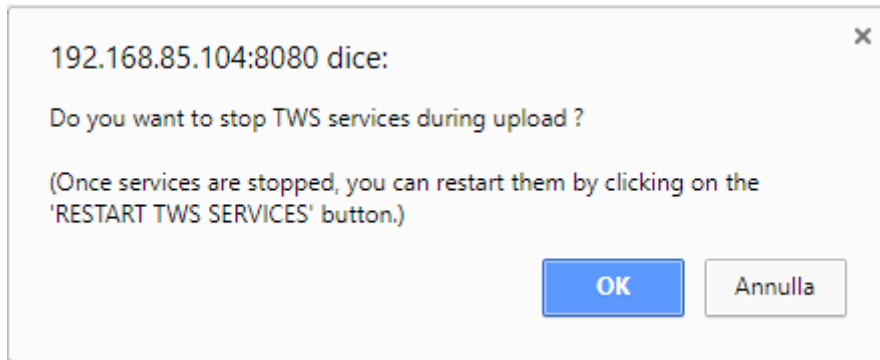 192.168.85.104:8080 dice:
Do you want to stop TWS services during upload ?
(Once services are stopped, you can restart them by clicking on the
'RESTART TWS SERVICES' button.)
OK
Annulla